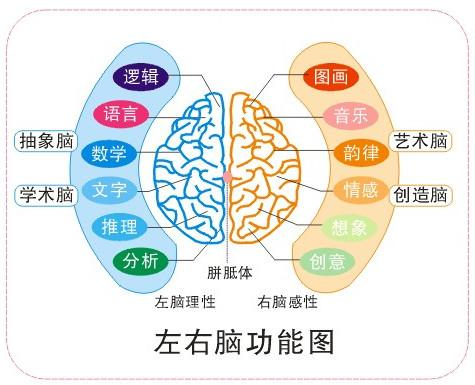 逻辑
语言
抽象脑
数学
学术脑
文字
推理
分析
图画
音乐
艺术脑
韵律
创造脑
情感
想象
创意
胼胝体
左脑理性
右脑感性
左右脑功能图